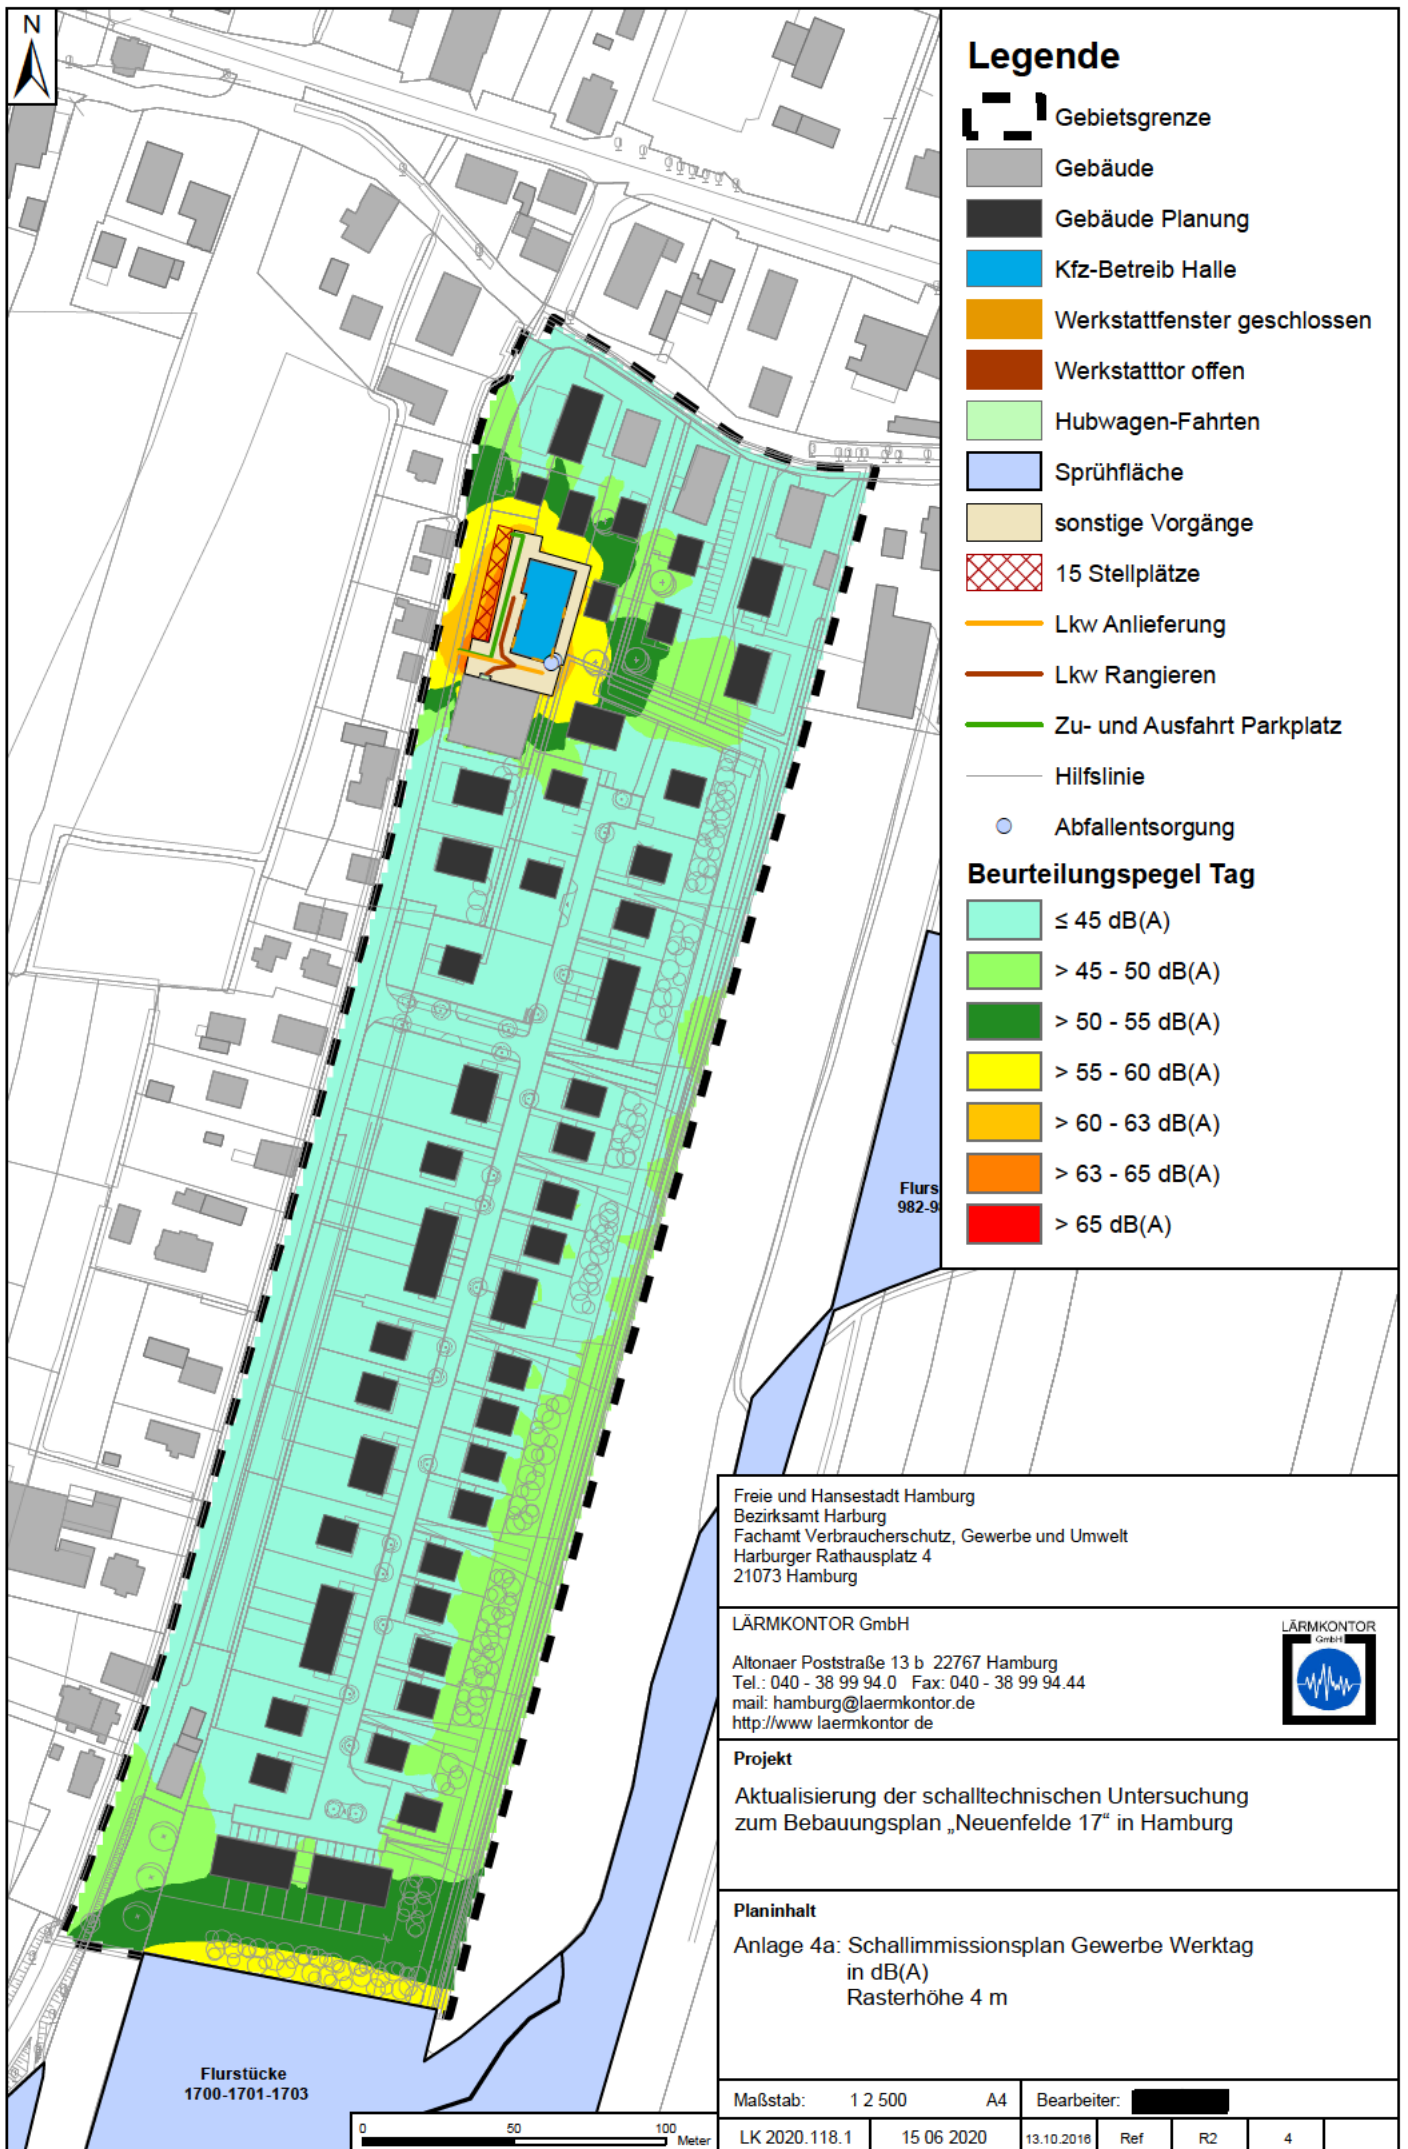 N
Legende
Gebietsgrenze
Gebäude
Gebäude Planung
Kfz-Betreib Halle
Werkstattfenster geschlossen
Werkstatttor offen
Hubwagen-Fahrten
Sprühfläche
sonstige Vorgänge
15 Stellplätze
Lkw Anlieferung
Lkw Rangieren
Zu- und Ausfahrt Parkplatz
Hilfslinie
Abfallentsorgung
Beurteilungspegel Tag
≤ 45 dB(A)
> 45 - 50 dB(A)
> 50 - 55 dB(A)
> 55 - 60 dB(A)
> 60 - 63 dB(A)
> 63 - 65 dB(A)
> 65 dB(A)
Flurs
982-9
Freie und Hansestadt Hamburg
Bezirksamt Harburg
Fachamt Verbraucherschutz, Gewerbe und Umwelt
Harburger Rathausplatz 4
21073 Hamburg
LÄRMKONTOR GmbH
Altonaer Poststraße 13 b 22767 Hamburg
Tel.: 040 - 38 99 94.0 Fax: 040 - 38 99 94.44
mail: hamburg@laermkontor.de
http://www laermkontor de
LÄRMKONTOR
GmbH
Projekt
Aktualisierung der schalltechnischen Untersuchung
zum Bebauungsplan „Neuenfelde 17“ in Hamburg
Planinhalt
Anlage 4a: Schallimmissionsplan Gewerbe Werktag
in dB(A)
Rasterhöhe 4 m
Flurstücke
1700-1701-1703
0 50 100
Meter
Maßstab: 1 2 500 A4 Bearbeiter:
LK 2020.118.1 15 06 2020 13.10.2016 Ref R2 4